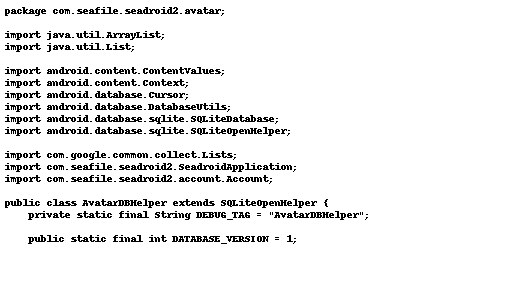 package com.seafile.seadroid2.avatar;

import java.util.ArrayList;
import java.util.List;

import android.content.ContentValues;
import android.content.Context;
import android.database.Cursor;
import android.database.DatabaseUtils;
import android.database.sqlite.SQLiteDatabase;
import android.database.sqlite.SQLiteOpenHelper;

import com.google.common.collect.Lists;
import com.seafile.seadroid2.SeadroidApplication;
import com.seafile.seadroid2.account.Account;

public class AvatarDBHelper extends SQLiteOpenHelper {
    private static final String DEBUG_TAG = "AvatarDBHelper";

    public static final int DATABASE_VERSION = 1;